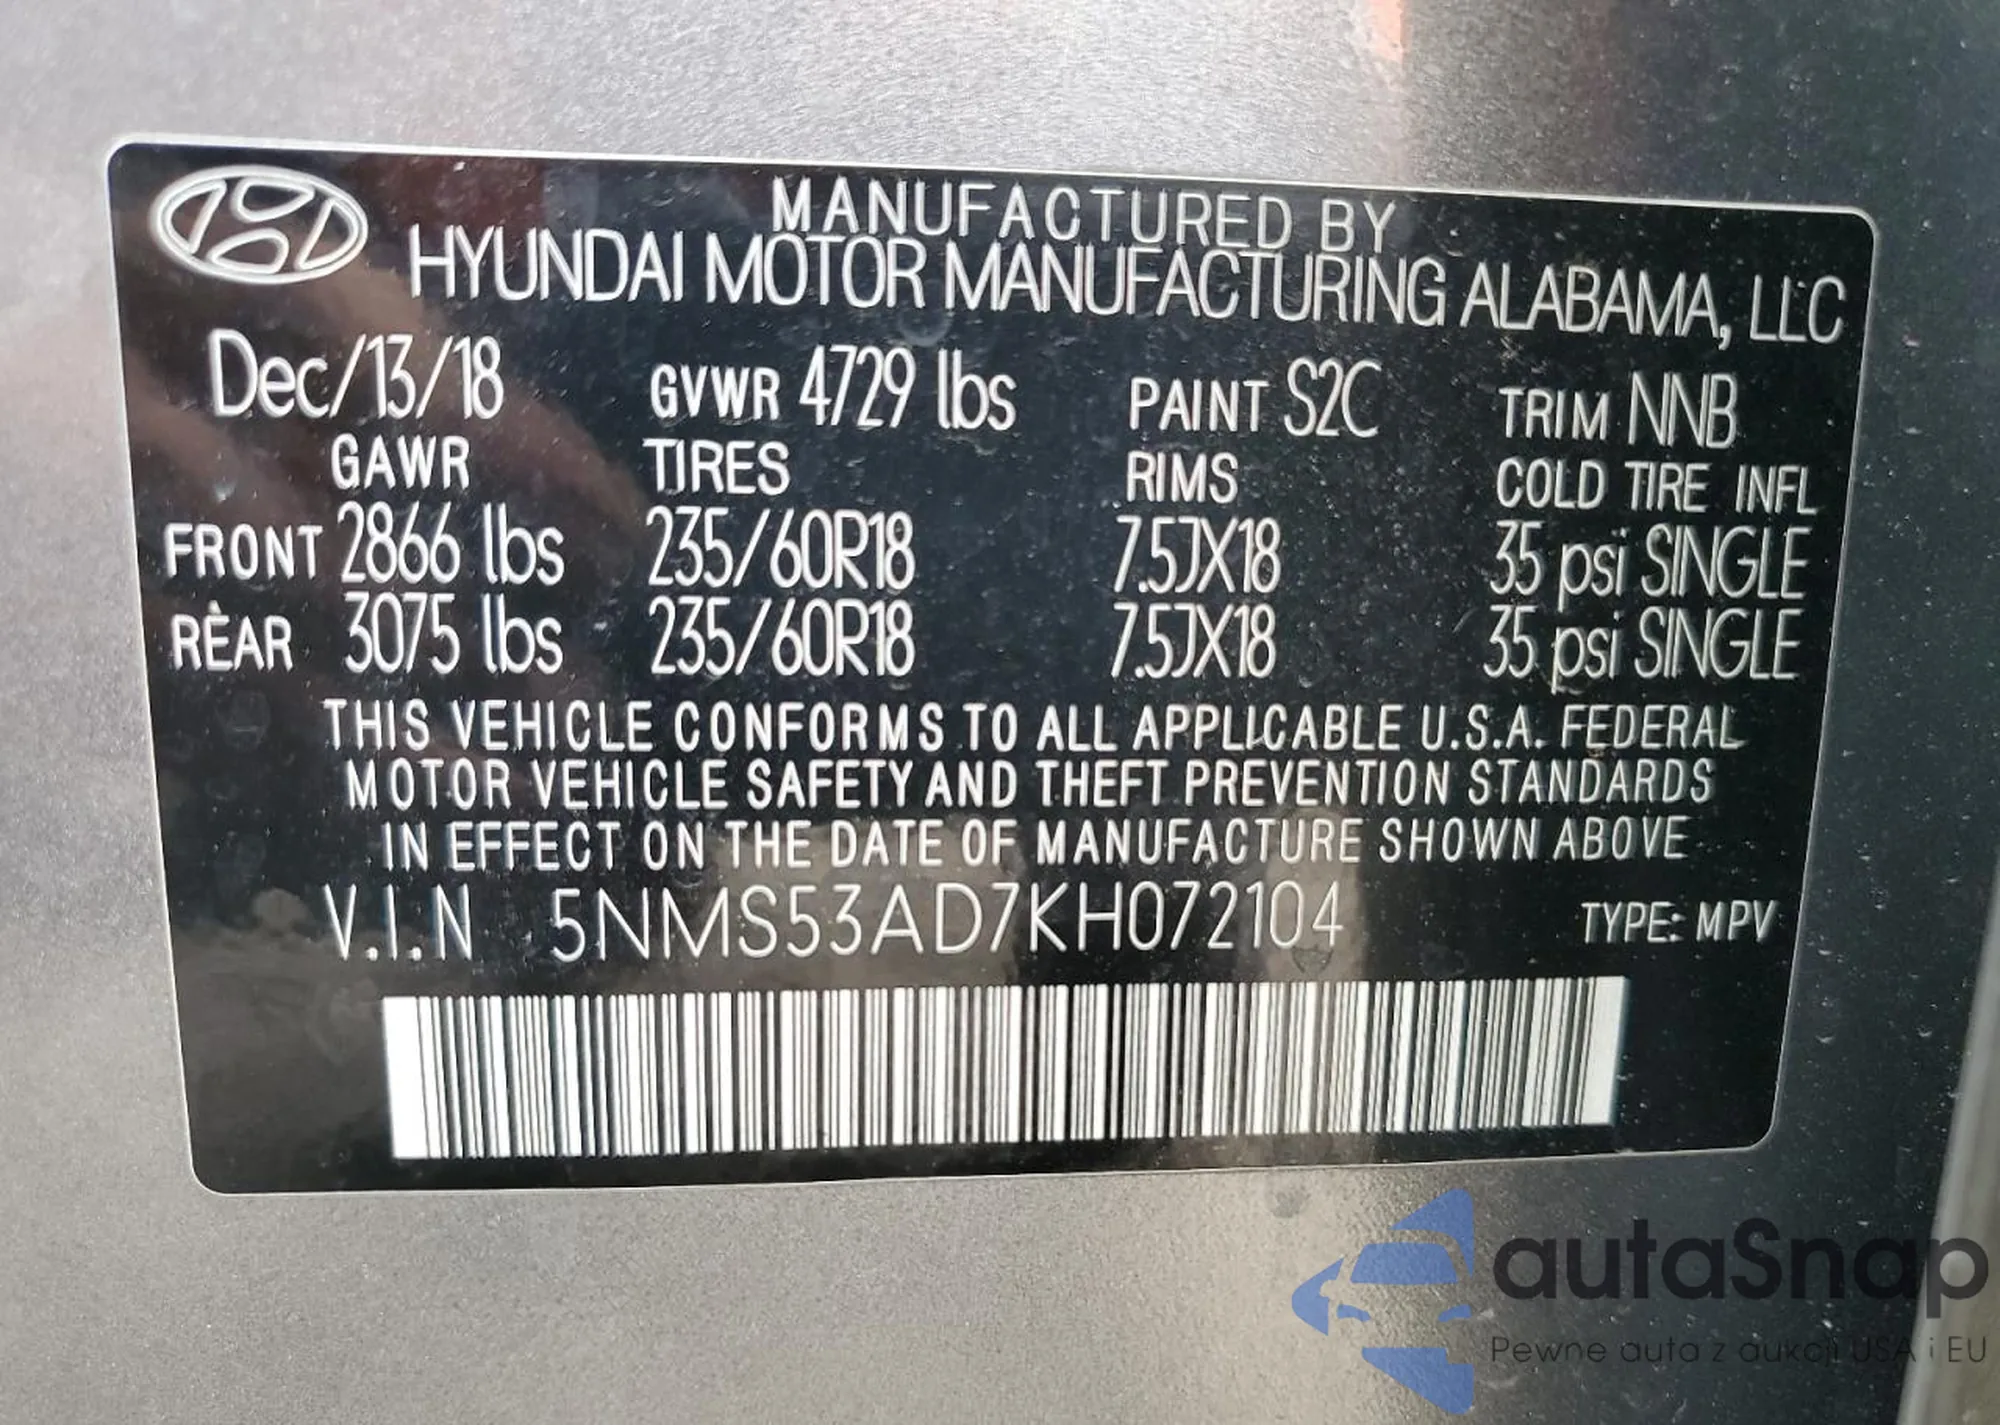 MANUFACTURED BY
HYUNDAI MOTOR MANUFACTURING ALABAMA, LLC
Dec/13/18 GVWR 4729 lbs PAINT S2C TRIM NNB
GAWR TIRES RIMS COLD TIRE INFL
FRONT 2866 lbs 235/60R18 7.5JX18 35 psi SINGLE
REAR 3075 lbs 235/60R18 7.5JX18 35 psi SINGLE
THIS VEHICLE CONFORMS TO ALL APPLICABLE U.S.A. FEDERAL
MOTOR VEHICLE SAFETY AND THEFT PREVENTION STANDARDS
IN EFFECT ON THE DATE OF MANUFACTURE SHOWN ABOVE
V.I.N 5NMS53AD7KH072104 TYPE: MPV
autaSnap
Pewne auta z aukcji USA i EU